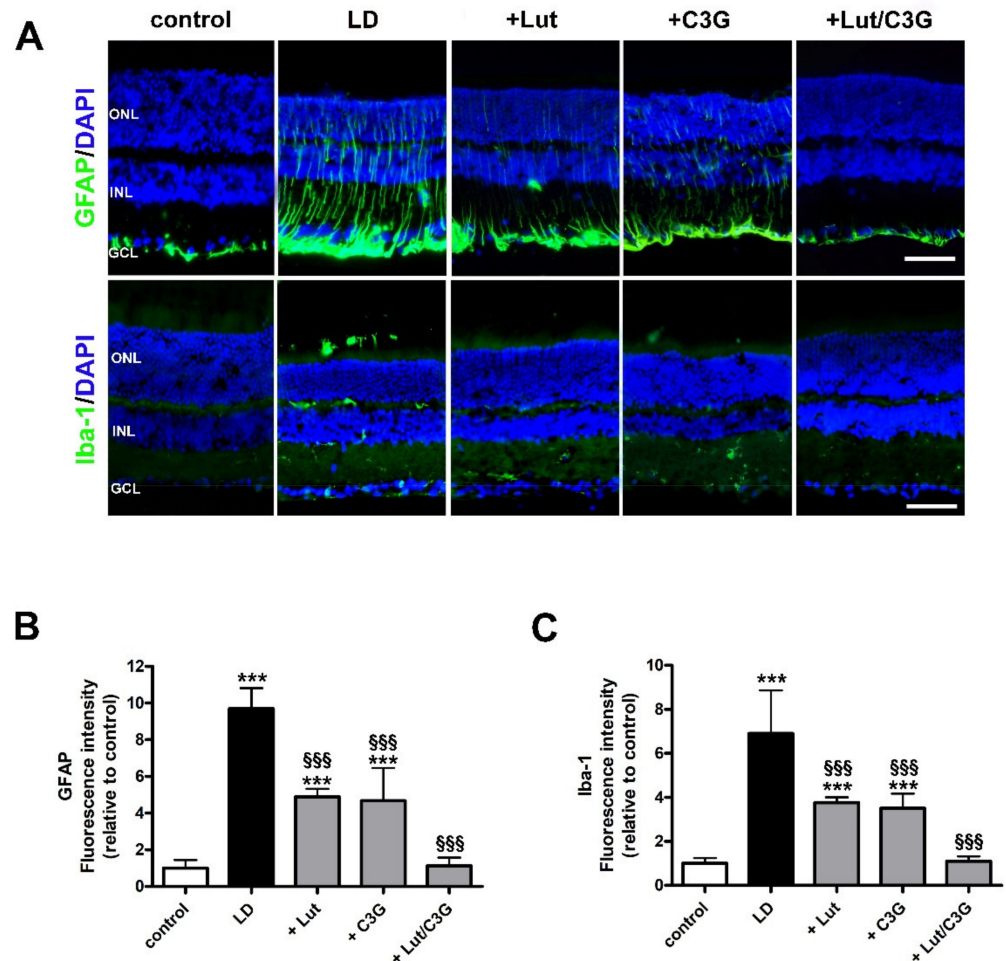 A
control LD +Lut +C3G +Lut/C3G
GFAP/DAPI
ONL
INL
GCL
Iba-1/DAPI
ONL
INL
GCL
B
GFAP
Fluorescence intensity
(relative to control)
12
10
8
6
4
2
0
***
§§§
***
§§§
***
§§§
control
LD
+ Lut
+ C3G
+ Lut/C3G
C
Iba-1
Fluorescence intensity
(relative to control)
10
8
6
4
2
0
***
§§§
***
§§§
***
§§§
control
LD
+ Lut
+ C3G
+ Lut/C3G